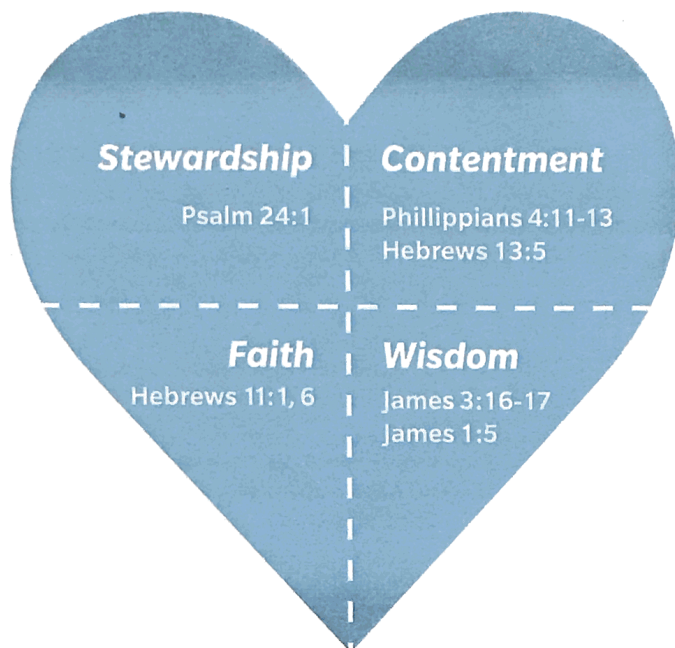 Stewardship
Psalm 24:1
Contentment
Phillippians 4:11-13
Hebrews 13:5
Faith
Hebrews 11:1, 6
Wisdom
James 3:16-17
James 1:5